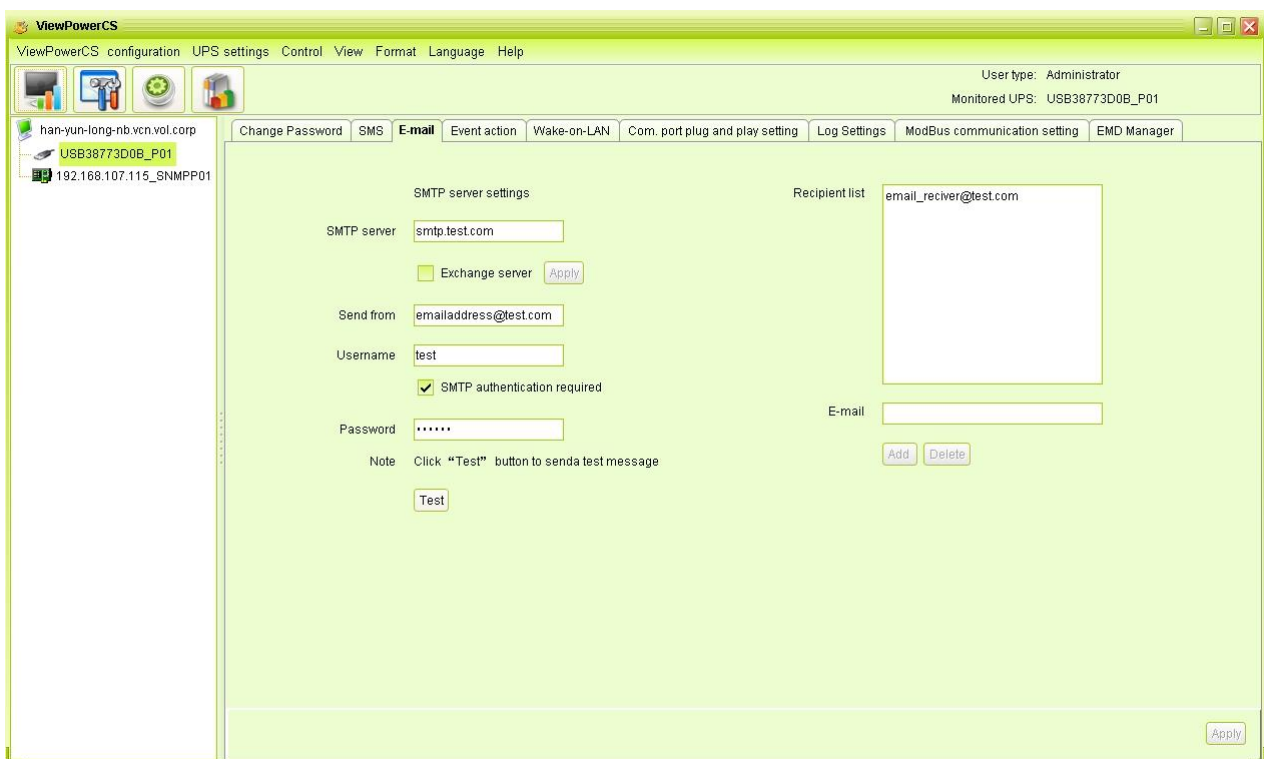 ViewPowerCS
ViewPowerCS configuration UPS settings Control View Format Language Help
User type: Administrator
Monitored UPS: USB38773D0B_P01
han-yun-long-nb.vcn.vol.corp
USB38773D0B_P01
192.168.107.115_SNMPP01
Change Password SMS E-mail Event action Wake-on-LAN Com. port plug and play setting Log Settings ModBus communication setting EMD Manager
SMTP server settings
SMTP server smtp.test.com
Exchange server Apply
Send from emailaddress@test.com
Username test
SMTP authentication required
Password ••••••
Note Click “Test” button to senda test message
Test
Recipient list email_reciver@test.com
E-mail
Add Delete
Apply